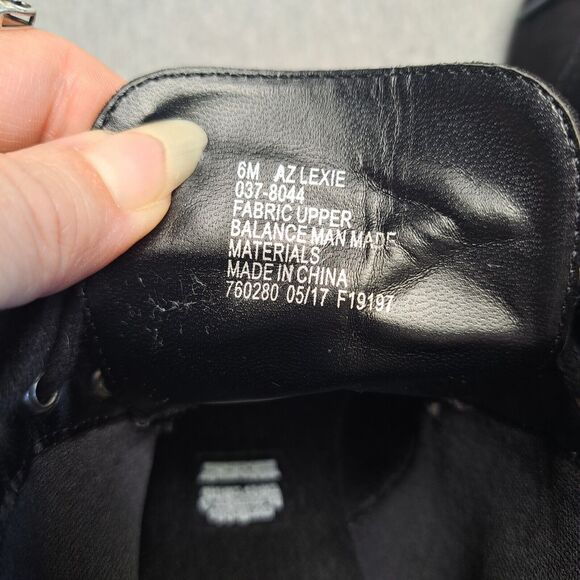 6M AZ LEXIE
037-8044
FABRIC UPPER
BALANCE MAN MADE
MATERIALS
MADE IN CHINA
760280 05/17 F19197